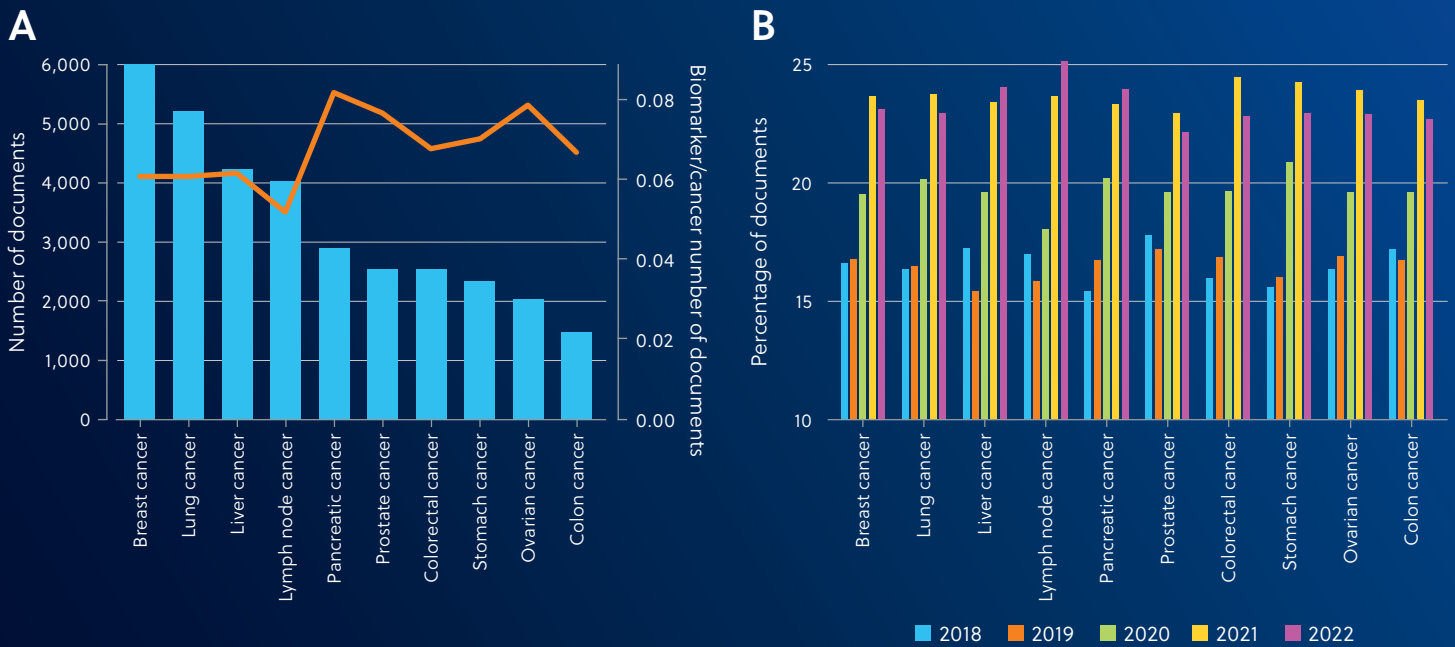 A
Number of documents
6,000
5,000
4,000
3,000
2,000
1,000
0
0.08
0.06
0.04
0.02
0.00
Biomarker/cancer number of documents
Breast cancer
Lung cancer
Liver cancer
Lymph node cancer
Pancreatic cancer
Prostate cancer
Colorectal cancer
Stomach cancer
Ovarian cancer
Colon cancer
B
Percentage of documents
25
20
15
10
Breast cancer
Lung cancer
Liver cancer
Lymph node cancer
Pancreatic cancer
Prostate cancer
Colorectal cancer
Stomach cancer
Ovarian cancer
Colon cancer
2018 2019 2020 2021 2022